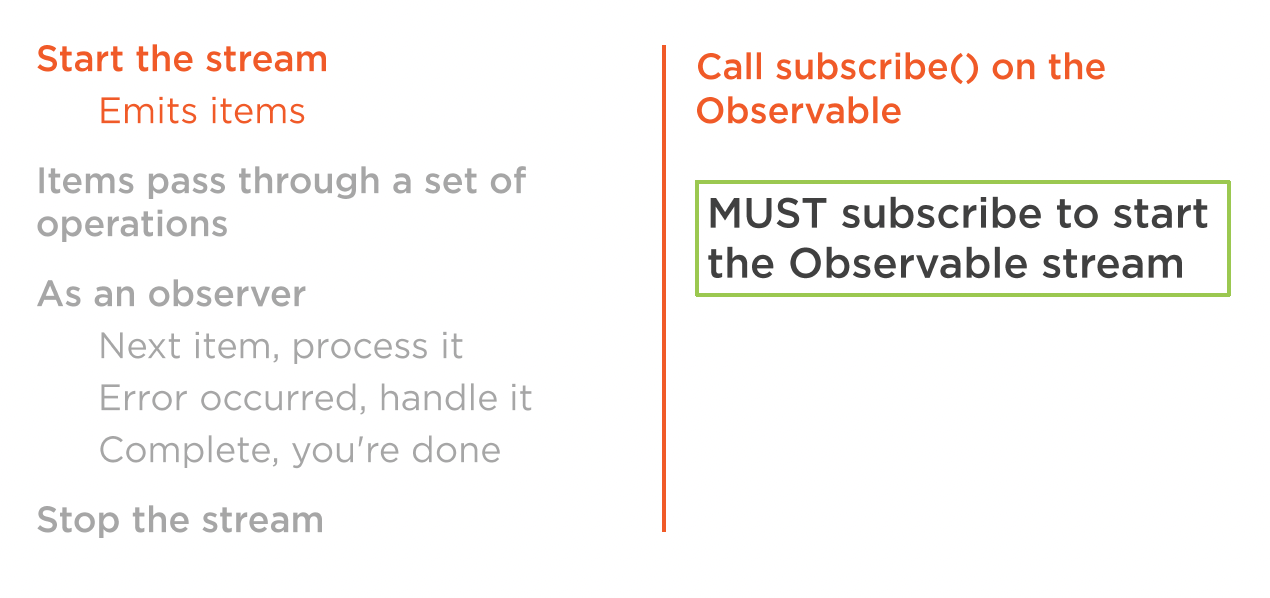 Start the stream
Emits items
Items pass through a set of
operations
As an observer
Next item, process it
Error occurred, handle it
Complete, you're done
Stop the stream
Call subscribe() on the
Observable
MUST subscribe to start
the Observable stream